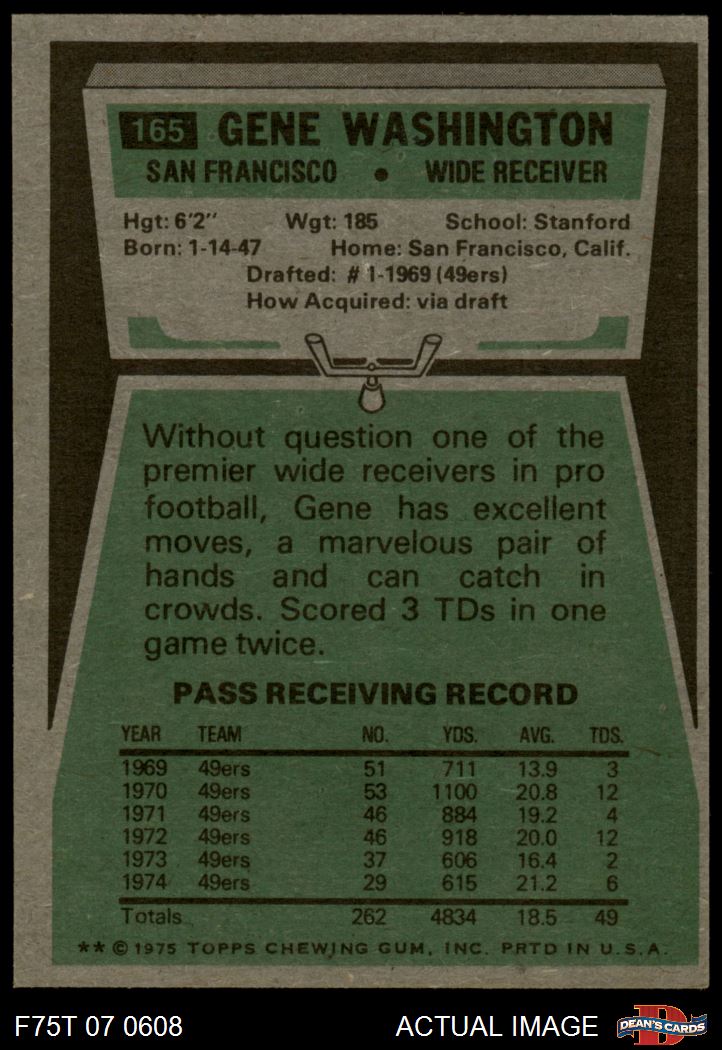 165 GENE WASHINGTON
SAN FRANCISCO • WIDE RECEIVER
Hgt: 6'2" Wgt: 185 School: Stanford
Born: 1-14-47 Home: San Francisco, Calif.
Drafted: #1-1969 (49ers)
How Acquired: via draft
Without question one of the
premier wide receivers in pro
football, Gene has excellent
moves, a marvelous pair of
hands and can catch in
crowds. Scored 3 TDs in one
game twice.
PASS RECEIVING RECORD
YEAR TEAM NO. YDS. AVG. TDS.
1969 49ers 51 711 13.9 3
1970 49ers 53 1100 20.8 12
1971 49ers 46 884 19.2 4
1972 49ers 46 918 20.0 12
1973 49ers 37 606 16.4 2
1974 49ers 29 615 21.2 6
Totals 262 4834 18.5 49
** © 1975 TOPPS CHEWING GUM, INC. PRTD IN U.S.A.
F75T 07 0608 ACTUAL IMAGE D DEAN'S CARDS